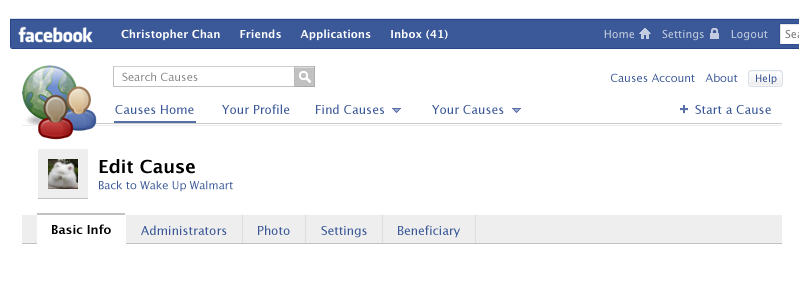 facebook Christopher Chan Friends Applications Inbox (41) Home Settings Logout Sea
Search Causes Causes Account About Help
Causes Home Your Profile Find Causes Your Causes + Start a Cause
Edit Cause
Back to Wake Up Walmart
Basic Info Administrators Photo Settings Beneficiary